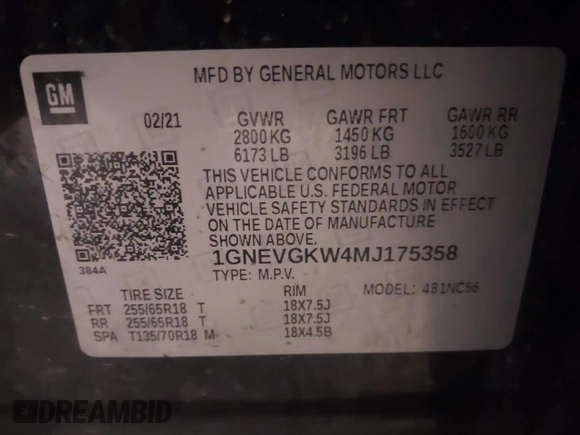 GM
MFD BY GENERAL MOTORS LLC
02/21 GVWR GAWR FRT GAWR RR
2800 KG 1450 KG 1600 KG
6173 LB 3196 LB 3527 LB
THIS VEHICLE CONFORMS TO ALL
APPLICABLE U.S. FEDERAL MOTOR
VEHICLE SAFETY STANDARDS IN EFFECT
ON THE DATE OF MANUFACTURE
SHOWN ABOVE.
384A
1GNEVGKW4MJ175358
TYPE: M.P.V.
TIRE SIZE RIM MODEL: 481NC56
FRT 255/65R18 T 18X7.5J
RR 255/65R18 T 18X7.5J
SPA T135/70R18 M- 18X4.5B
DREAMBID